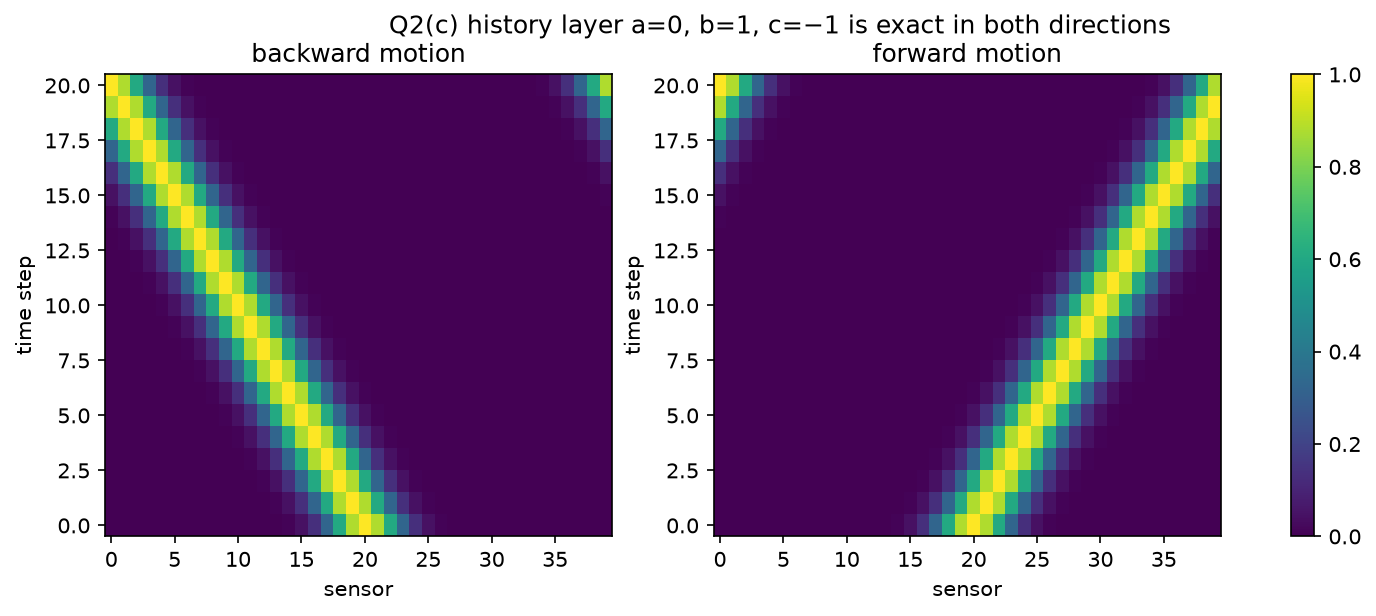 Q2(c) history layer a=0, b=1, c=−1 is exact in both directions
backward motion
forward motion
time step
20.0
17.5
15.0
12.5
10.0
7.5
5.0
2.5
0.0
0 5 10 15 20 25 30 35
sensor
time step
20.0
17.5
15.0
12.5
10.0
7.5
5.0
2.5
0.0
0 5 10 15 20 25 30 35
sensor
1.0
0.8
0.6
0.4
0.2
0.0